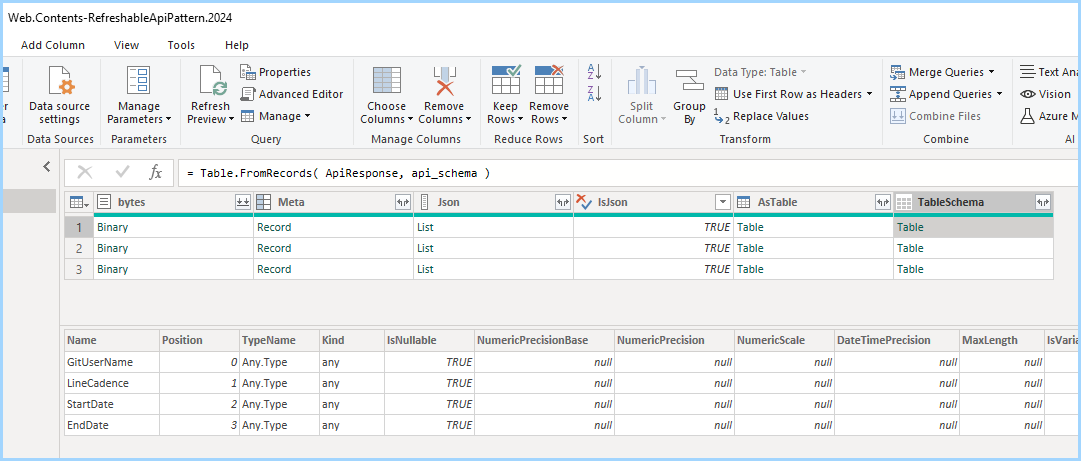 Web.Contents-RefreshableApiPattern.2024
Add Column View Tools Help
Data source settings
Manage Parameters
Refresh Preview
Properties
Advanced Editor
Manage
Choose Columns
Remove Columns
Keep Rows
Remove Rows
Split Column
Group By
Data Type: Table
Use First Row as Headers
Replace Values
Merge Queries
Append Queries
Combine Files
Text Ana
Vision
Azure M
Data Sources Parameters Query Manage Columns Reduce Rows Sort Transform Combine AI
fx = Table.FromRecords( ApiResponse, api_schema )
bytes Meta Json IsJson AsTable TableSchema
1 Binary Record List TRUE Table Table
2 Binary Record List TRUE Table Table
3 Binary Record List TRUE Table Table
Name Position TypeName Kind IsNullable NumericPrecisionBase NumericPrecision NumericScale DateTimePrecision MaxLength IsVaria
GitUserName 0 Any.Type any TRUE null null null null null
LineCadence 1 Any.Type any TRUE null null null null null
StartDate 2 Any.Type any TRUE null null null null null
EndDate 3 Any.Type any TRUE null null null null null